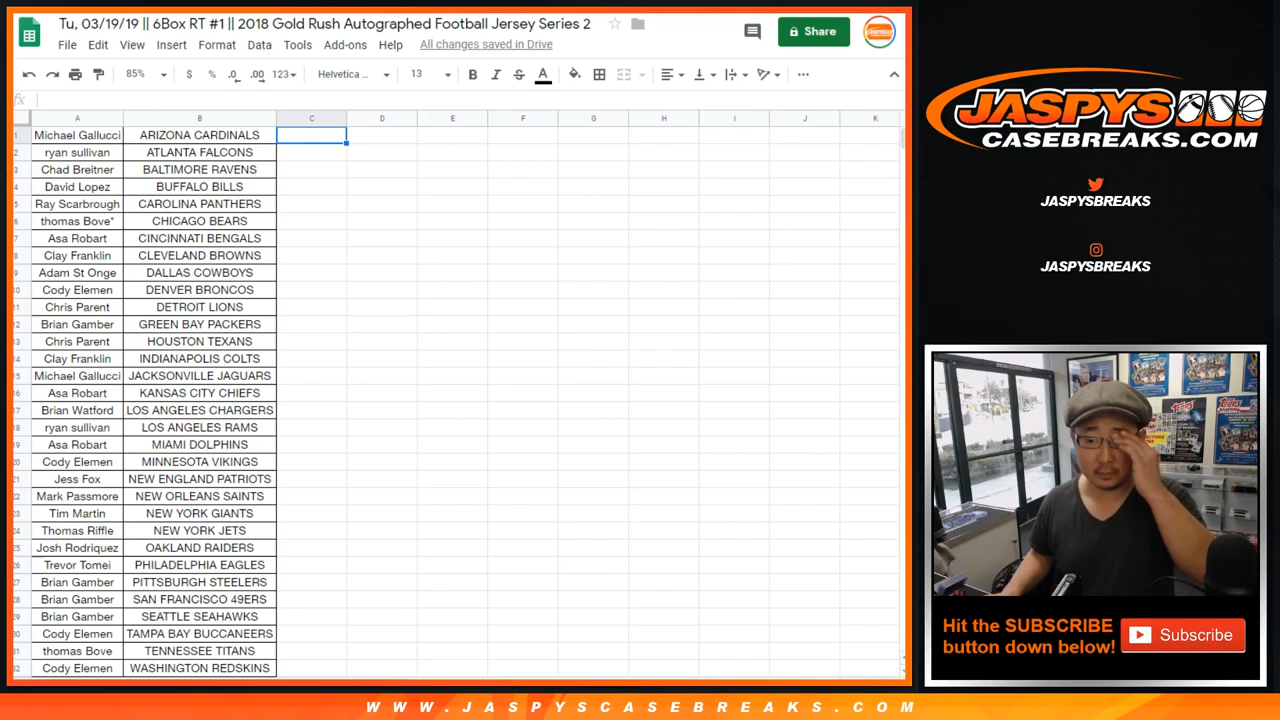 Tu, 03/19/19 || 6Box RT #1 || 2018 Gold Rush Autographed Football Jersey Series 2
Share
File Edit View Insert Format Data Tools Add-ons Help All changes saved in Drive
85% $ % .0 .00 123 Helvetica ... 13 B I S A
fx
A B C D E F G H I J K
1 Michael Gallucci ARIZONA CARDINALS
2 ryan sullivan ATLANTA FALCONS
3 Chad Breitner BALTIMORE RAVENS
4 David Lopez BUFFALO BILLS
5 Ray Scarbrough CAROLINA PANTHERS
6 thomas Bove* CHICAGO BEARS
7 Asa Robart CINCINNATI BENGALS
8 Clay Franklin CLEVELAND BROWNS
9 Adam St Onge DALLAS COWBOYS
10 Cody Elemen DENVER BRONCOS
11 Chris Parent DETROIT LIONS
12 Brian Gamber GREEN BAY PACKERS
13 Chris Parent HOUSTON TEXANS
14 Clay Franklin INDIANAPOLIS COLTS
15 Michael Gallucci JACKSONVILLE JAGUARS
16 Asa Robart KANSAS CITY CHIEFS
17 Brian Watford LOS ANGELES CHARGERS
18 ryan sullivan LOS ANGELES RAMS
19 Asa Robart MIAMI DOLPHINS
20 Cody Elemen MINNESOTA VIKINGS
21 Jess Fox NEW ENGLAND PATRIOTS
22 Mark Passmore NEW ORLEANS SAINTS
23 Tim Martin NEW YORK GIANTS
24 Thomas Riffle NEW YORK JETS
25 Josh Rodriquez OAKLAND RAIDERS
26 Trevor Tomei PHILADELPHIA EAGLES
27 Brian Gamber PITTSBURGH STEELERS
28 Brian Gamber SAN FRANCISCO 49ERS
29 Brian Gamber SEATTLE SEAHAWKS
30 Cody Elemen TAMPA BAY BUCCANEERS
31 thomas Bove TENNESSEE TITANS
32 Cody Elemen WASHINGTON REDSKINS
JASPYS
CASEBREAKS.COM
JASPYSBREAKS
JASPYSBREAKS
Topps
Hit the SUBSCRIBE
button down below!
Subscribe
WWW.JASPYSCASEBREAKS.COM